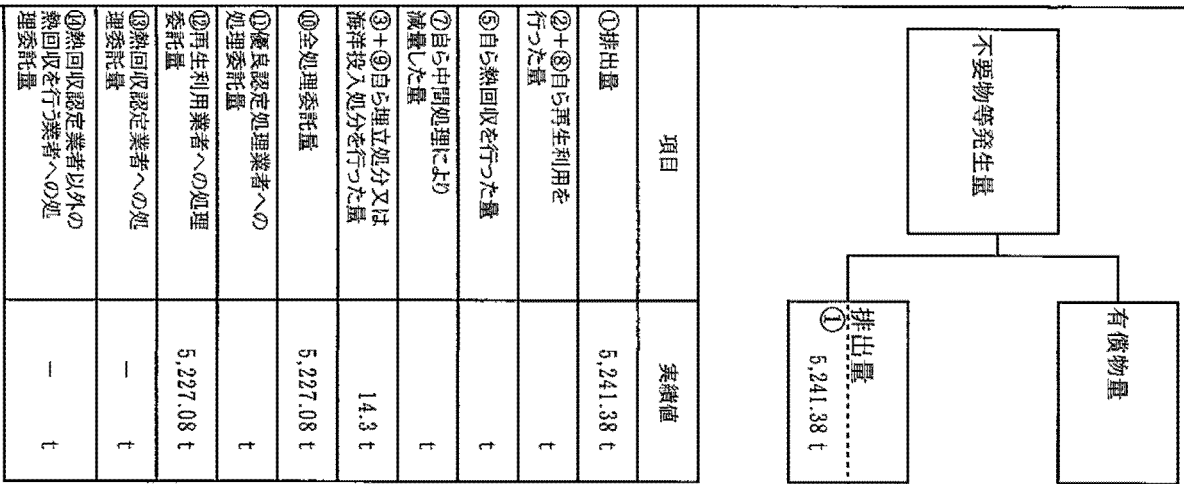 不要物等発生量
有償物量
排出量
①
5,241.38 t
項目
実績値
①排出量
5,241.38 t
②+⑧自ら再生利用を
行った量
t
⑤自ら熱回収を行った量
t
⑦自ら中間処理により
減量した量
t
③+⑨自ら埋立処分又は
海洋投入処分を行った量
14.3 t
⑩全処理委託量
5,227.08 t
⑪優良認定処理業者への
処理委託量
t
⑫再生利用業者への処理
委託量
5,227.08 t
⑬熱回収認定業者への処
理委託量
— t
⑭熱回収認定業者以外の
熱回収を行う業者への処
理委託量
— t